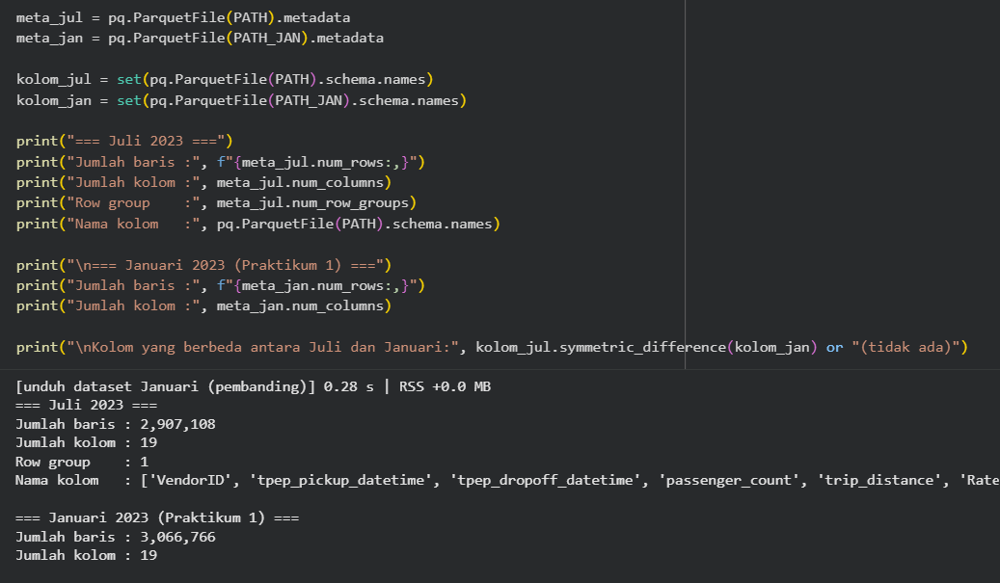 meta_jul = pq.ParquetFile(PATH).metadata
meta_jan = pq.ParquetFile(PATH_JAN).metadata
kolom_jul = set(pq.ParquetFile(PATH).schema.names)
kolom_jan = set(pq.ParquetFile(PATH_JAN).schema.names)
print("=== Juli 2023 ===")
print("Jumlah baris :", f"{meta_jul.num_rows:,}")
print("Jumlah kolom :", meta_jul.num_columns)
print("Row group    :", meta_jul.num_row_groups)
print("Nama kolom   :", pq.ParquetFile(PATH).schema.names)
print("\n=== Januari 2023 (Praktikum 1) ===")
print("Jumlah baris :", f"{meta_jan.num_rows:,}")
print("Jumlah kolom :", meta_jan.num_columns)
print("\nKolom yang berbeda antara Juli dan Januari:", kolom_jul.symmetric_difference(kolom_jan) or "(tidak ada)")
[unduh dataset Januari (pembanding)] 0.28 s | RSS +0.0 MB
=== Juli 2023 ===
Jumlah baris : 2,907,108
Jumlah kolom : 19
Row group    : 1
Nama kolom   : ['VendorID', 'tpep_pickup_datetime', 'tpep_dropoff_datetime', 'passenger_count', 'trip_distance', 'Rate
=== Januari 2023 (Praktikum 1) ===
Jumlah baris : 3,066,766
Jumlah kolom : 19